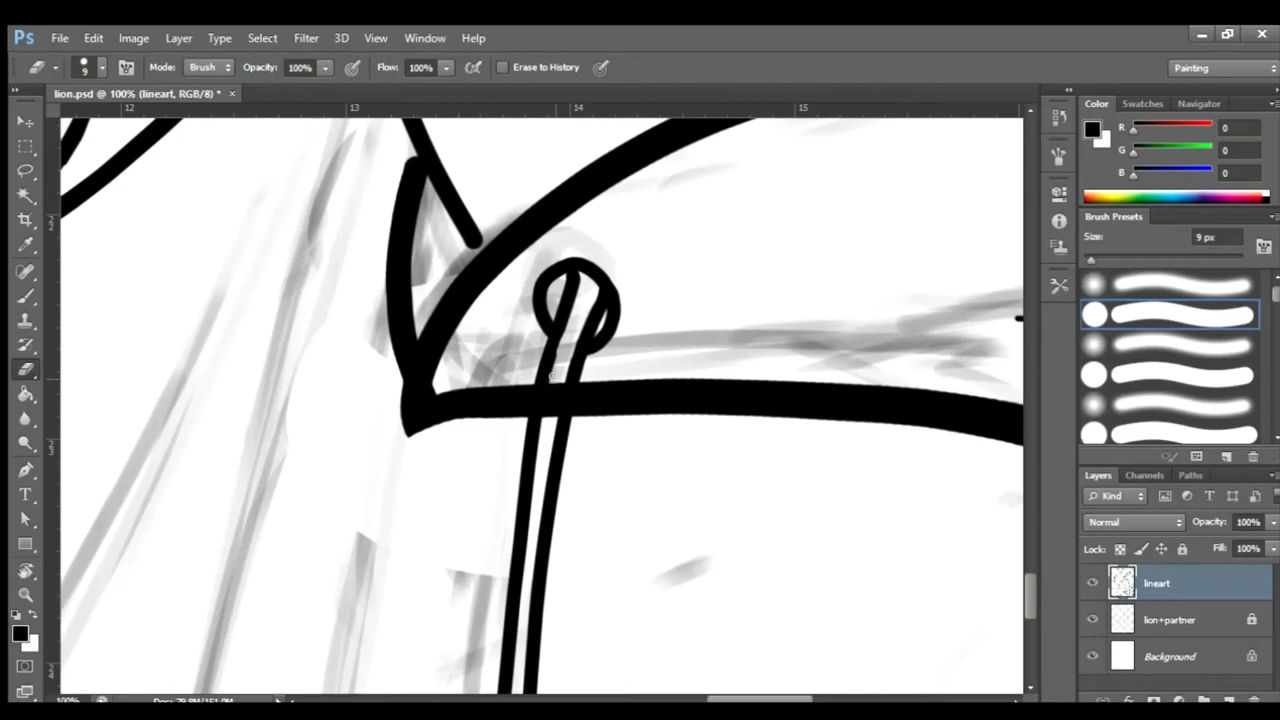 Ps File Edit Image Layer Type Select Filter 3D View Window Help
9 Mode: Brush Opacity: 100% Flow: 100% Erase to History Painting
lion.psd @ 100% (lineart, RGB/8) *
12 13 14 15
Color Swatches Navigator
R 0
G 0
B 0
Brush Presets
Size: 9 px
Layers Channels Paths
Kind
Normal Opacity: 100%
Lock: Fill: 100%
lineart
lion+partner
Background
100%